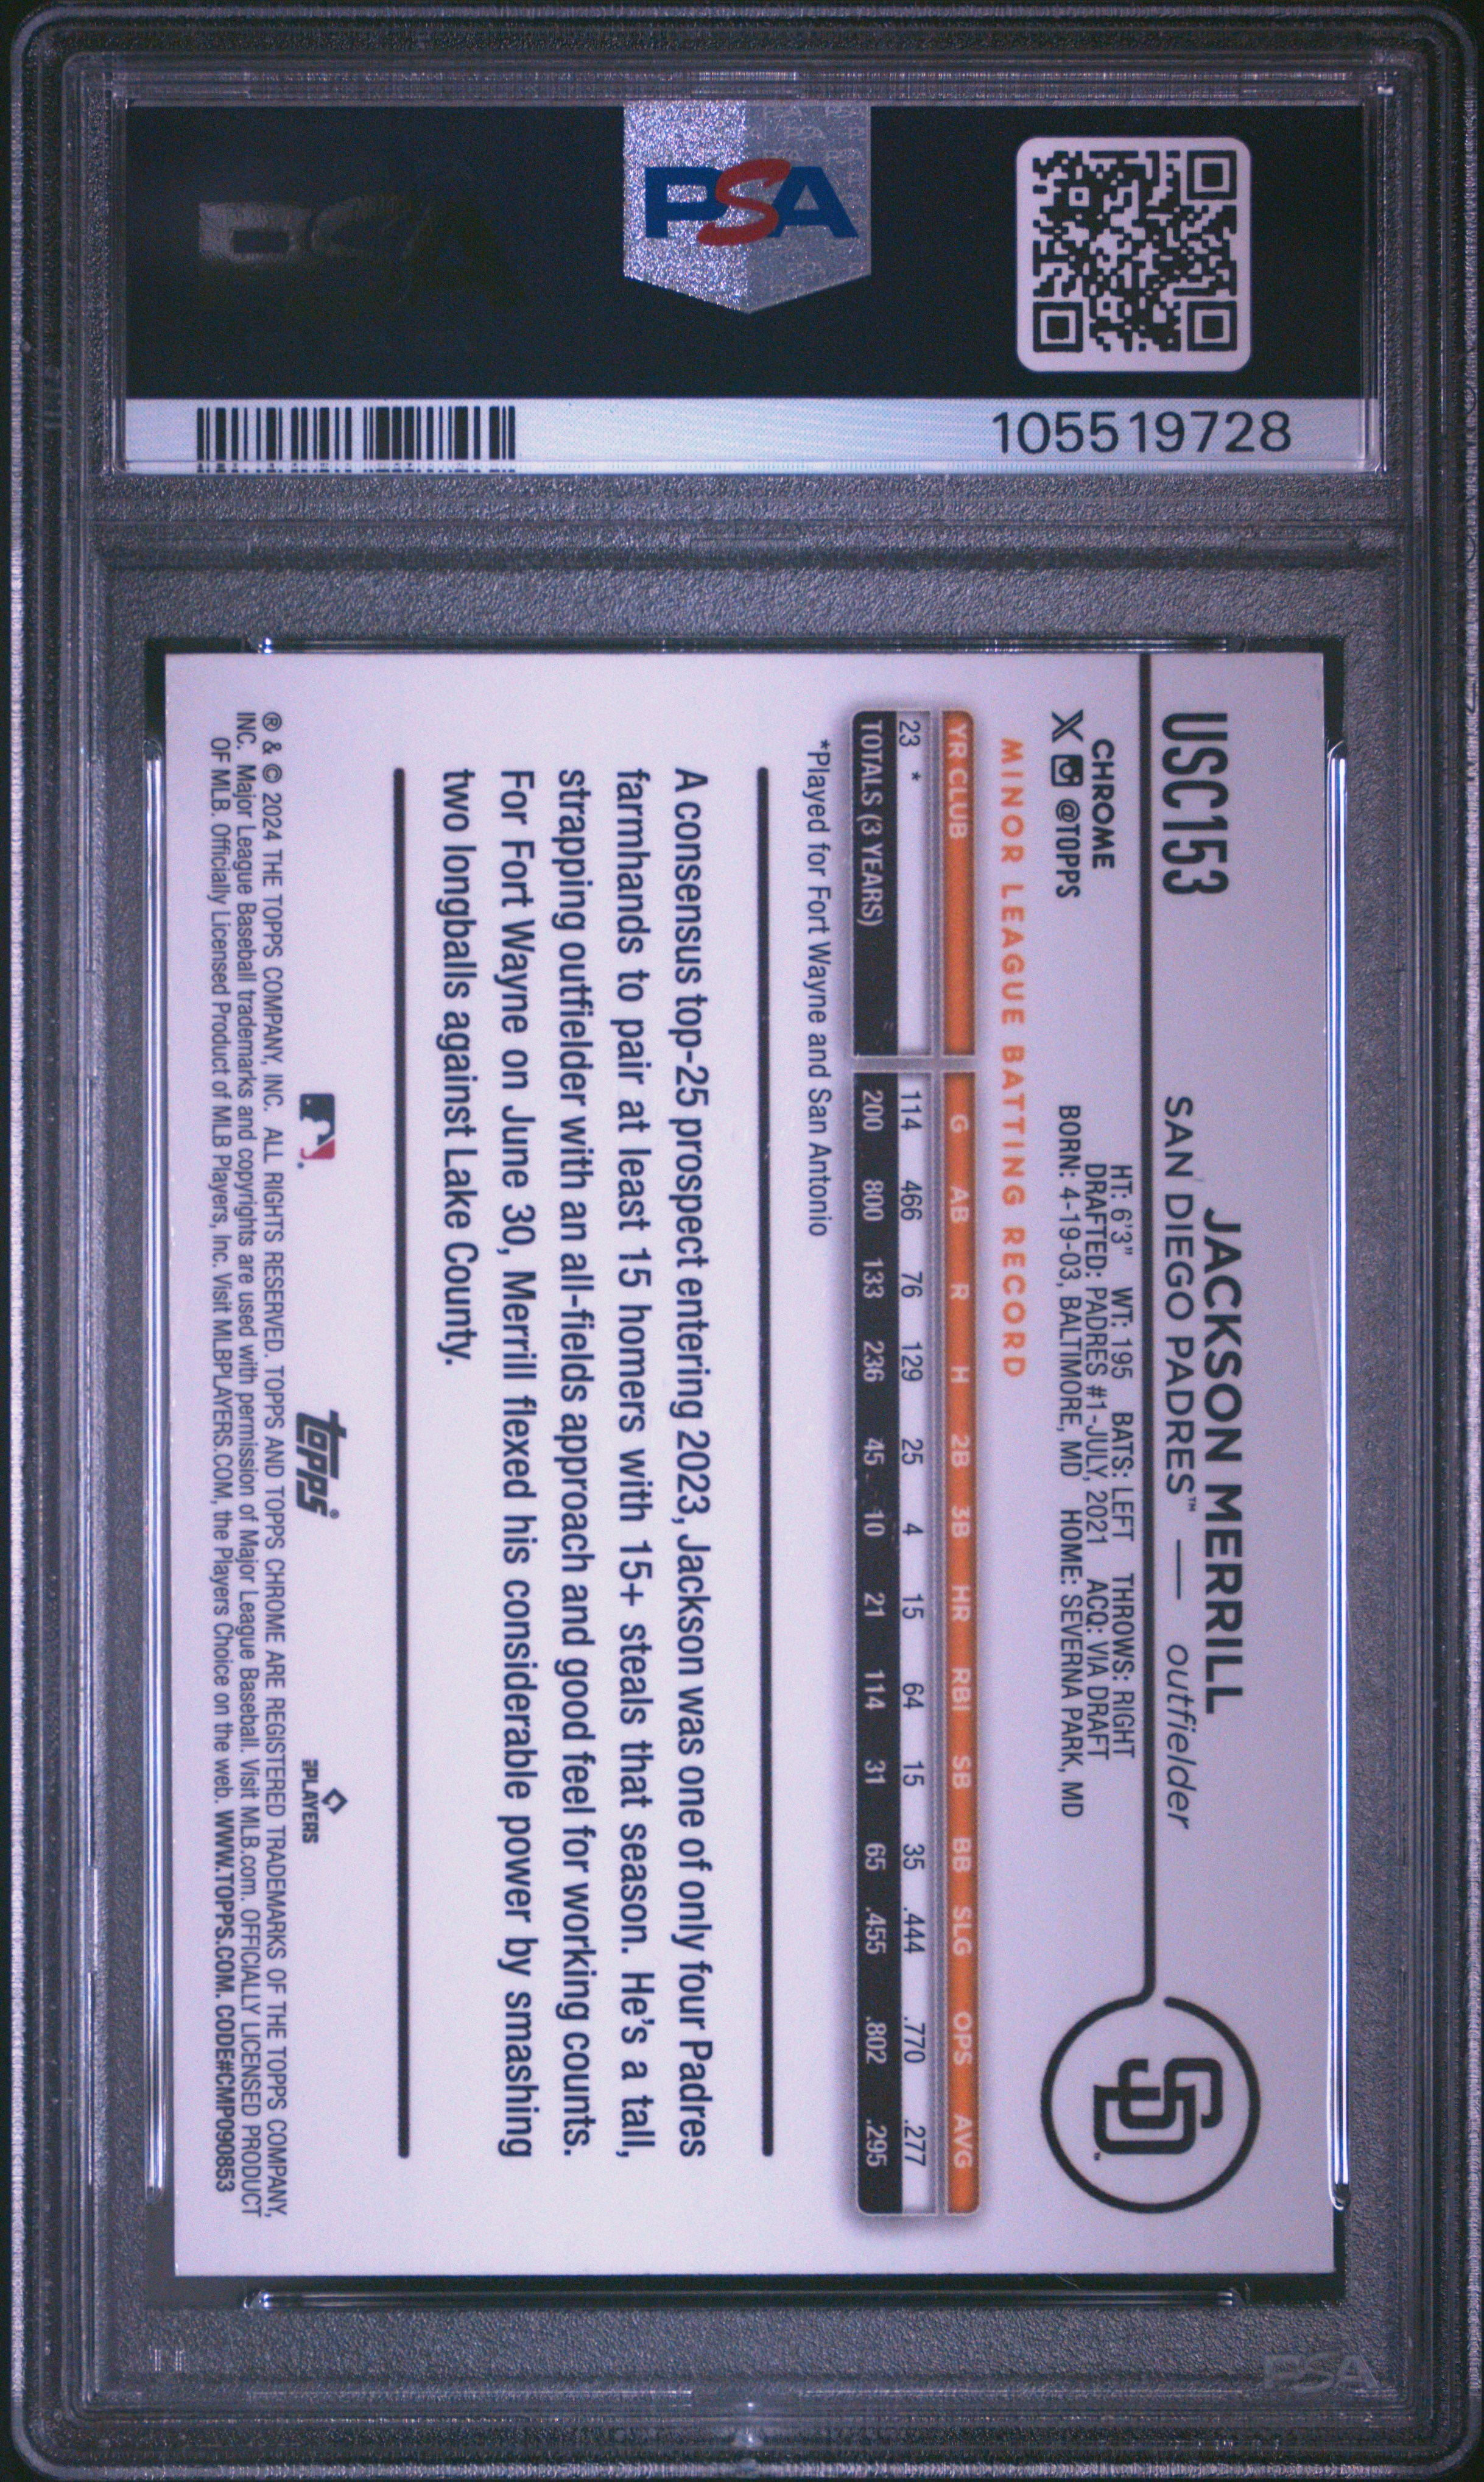 PSA
105519728
USC153
JACKSON MERRILL
SAN DIEGO PADRES™ — outfielder
SD™
CHROME
X @TOPPS
HT: 6'3" WT: 195 BATS: LEFT THROWS: RIGHT
DRAFTED: PADRES #1-JULY, 2021 ACQ: VIA DRAFT
BORN: 4-19-03, BALTIMORE, MD HOME: SEVERNA PARK, MD
MINOR LEAGUE BATTING RECORD
YR CLUB G AB R H 2B 3B HR RBI SB BB SLG OPS AVG
23 * 114 466 76 129 25 4 15 64 15 35 .444 .770 .277
TOTALS (3 YEARS) 200 800 133 236 45 10 21 114 31 65 .455 .802 .295
*Played for Fort Wayne and San Antonio
A consensus top-25 prospect entering 2023, Jackson was one of only four Padres
farmhands to pair at least 15 homers with 15+ steals that season. He's a tall,
strapping outfielder with an all-fields approach and good feel for working counts.
For Fort Wayne on June 30, Merrill flexed his considerable power by smashing
two longballs against Lake County.
topps®
PLAYERS
® & © 2024 THE TOPPS COMPANY, INC. ALL RIGHTS RESERVED. TOPPS AND TOPPS CHROME ARE REGISTERED TRADEMARKS OF THE TOPPS COMPANY,
INC. Major League Baseball trademarks and copyrights are used with permission of Major League Baseball. Visit MLB.com. OFFICIALLY LICENSED PRODUCT
OF MLB. Officially Licensed Product of MLB Players, Inc. Visit MLBPLAYERS.COM, the Players Choice on the web. WWW.TOPPS.COM. CODE#CMP090853
PSA